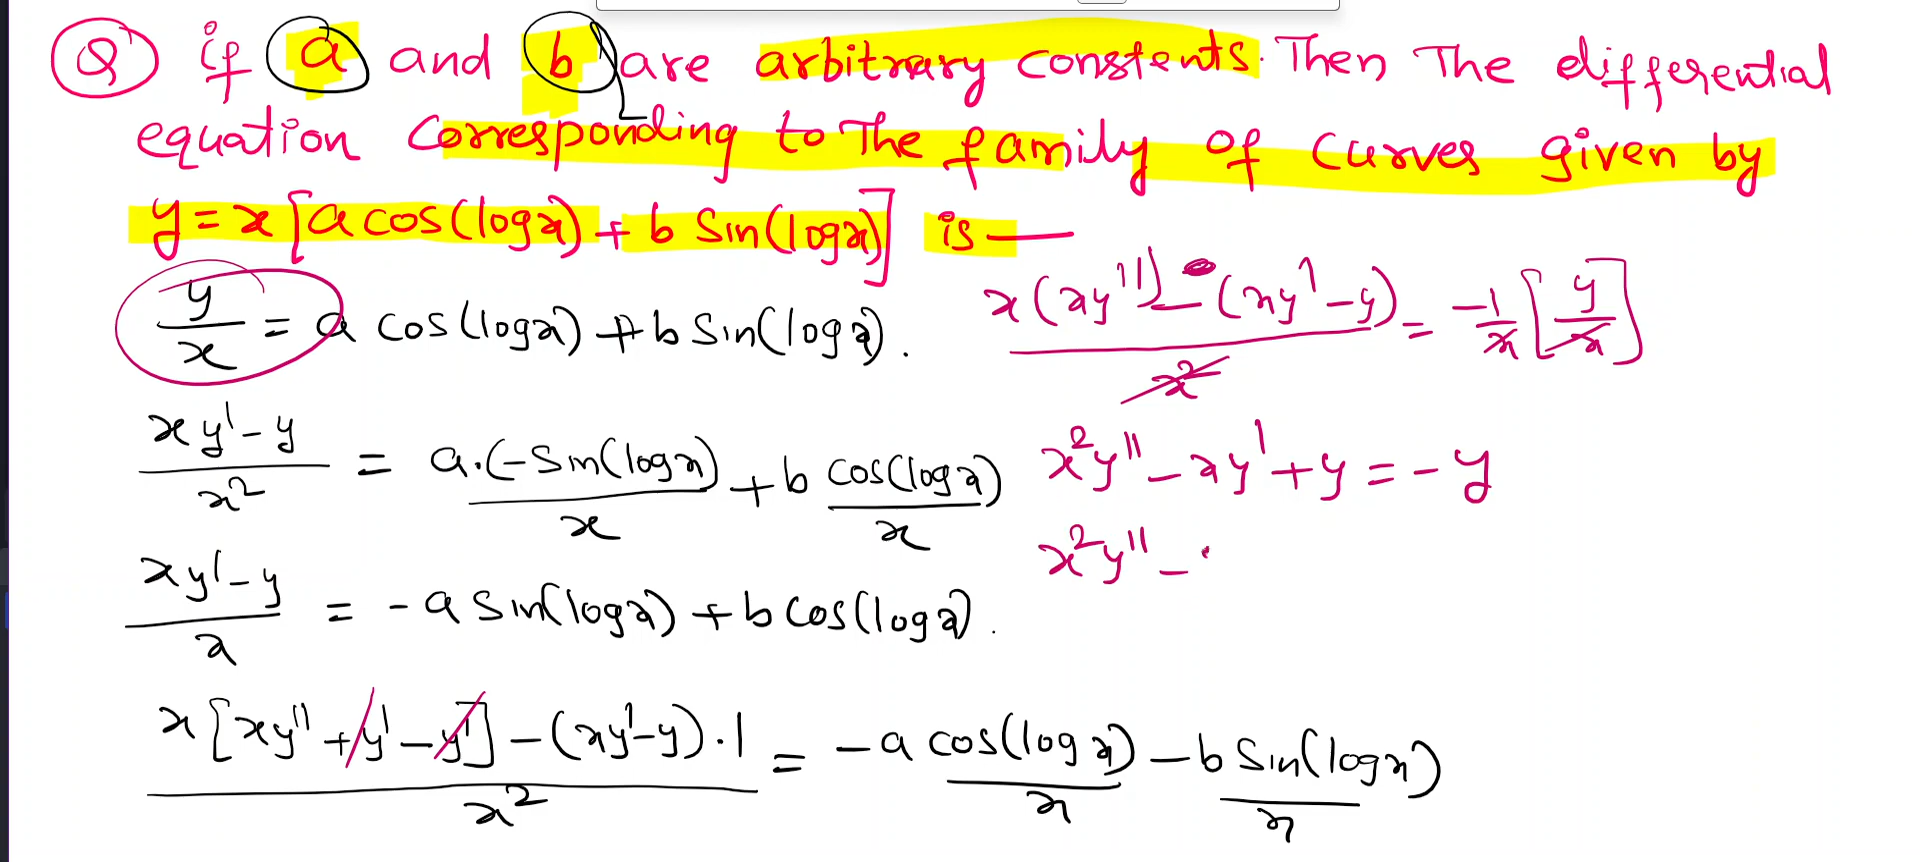 Q if a and b are arbitrary constents. Then The differential
equation Corresponding to The family of curves given by
y = x [a cos(log x) + b Sin(log x)] is —
y/x = a cos(log x) + b Sin(log x).
(xy' - y)/x² = a.(-Sin(log x))/x + b cos(log x)/x
(xy' - y)/x = - a Sin(log x) + b Cos(log x).
(x[xy'' + y' - y'] - (xy' - y).1)/x² = -a cos(log x)/x - b Sin(log x)/x
(x(xy'') - (xy' - y))/x² = -1/x [y/x]
x²y'' - xy' + y = - y
x²y'' -